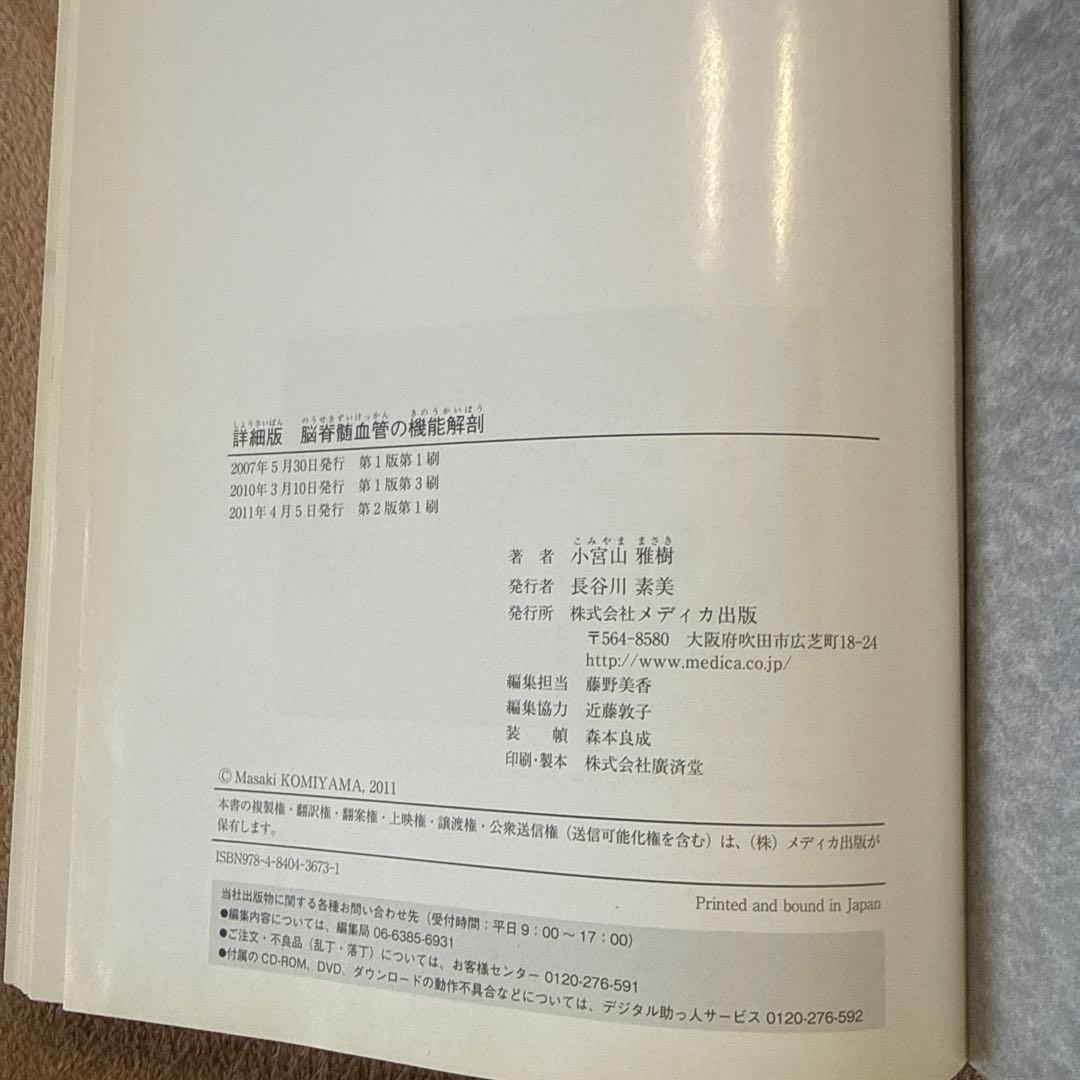 しょうさいばん のうせきずいけっかん きのうかいぼう
詳細版 脳脊髄血管の機能解剖
2007年5月30日発行 第1版第1刷
2010年3月10日発行 第1版第3刷
2011年4月5日発行 第2版第1刷
こみやま まさき
著 者 小宮山 雅樹
発行者 長谷川 素美
発行所 株式会社メディカ出版
〒564-8580 大阪府吹田市広芝町18-24
http://www.medica.co.jp/
編集担当 藤野美香
編集協力 近藤敦子
装 幀 森本良成
印刷・製本 株式会社廣済堂
© Masaki KOMIYAMA, 2011
本書の複製権・翻訳権・翻案権・上映権・譲渡権・公衆送信権（送信可能化権を含む）は、（株）メディカ出版が
保有します。
ISBN978-4-8404-3673-1
Printed and bound in Japan
当社出版物に関する各種お問い合わせ先（受付時間：平日9：00～17：00）
●編集内容については、編集局 06-6385-6931
●ご注文・不良品（乱丁・落丁）については、お客様センター 0120-276-591
●付属のCD-ROM、DVD、ダウンロードの動作不具合などについては、デジタル助っ人サービス 0120-276-592